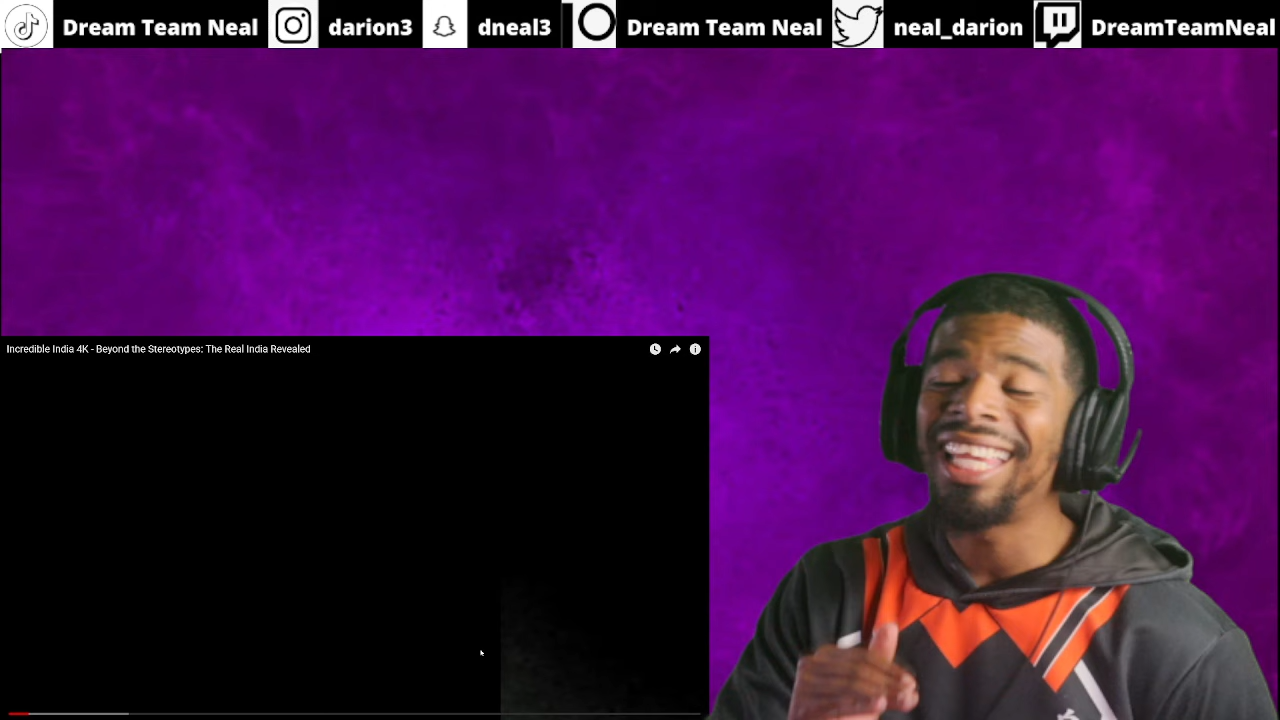 Dream Team Neal darion3 dneal3 Dream Team Neal neal_darion DreamTeamNeal
Incredible India 4K - Beyond the Stereotypes: The Real India Revealed